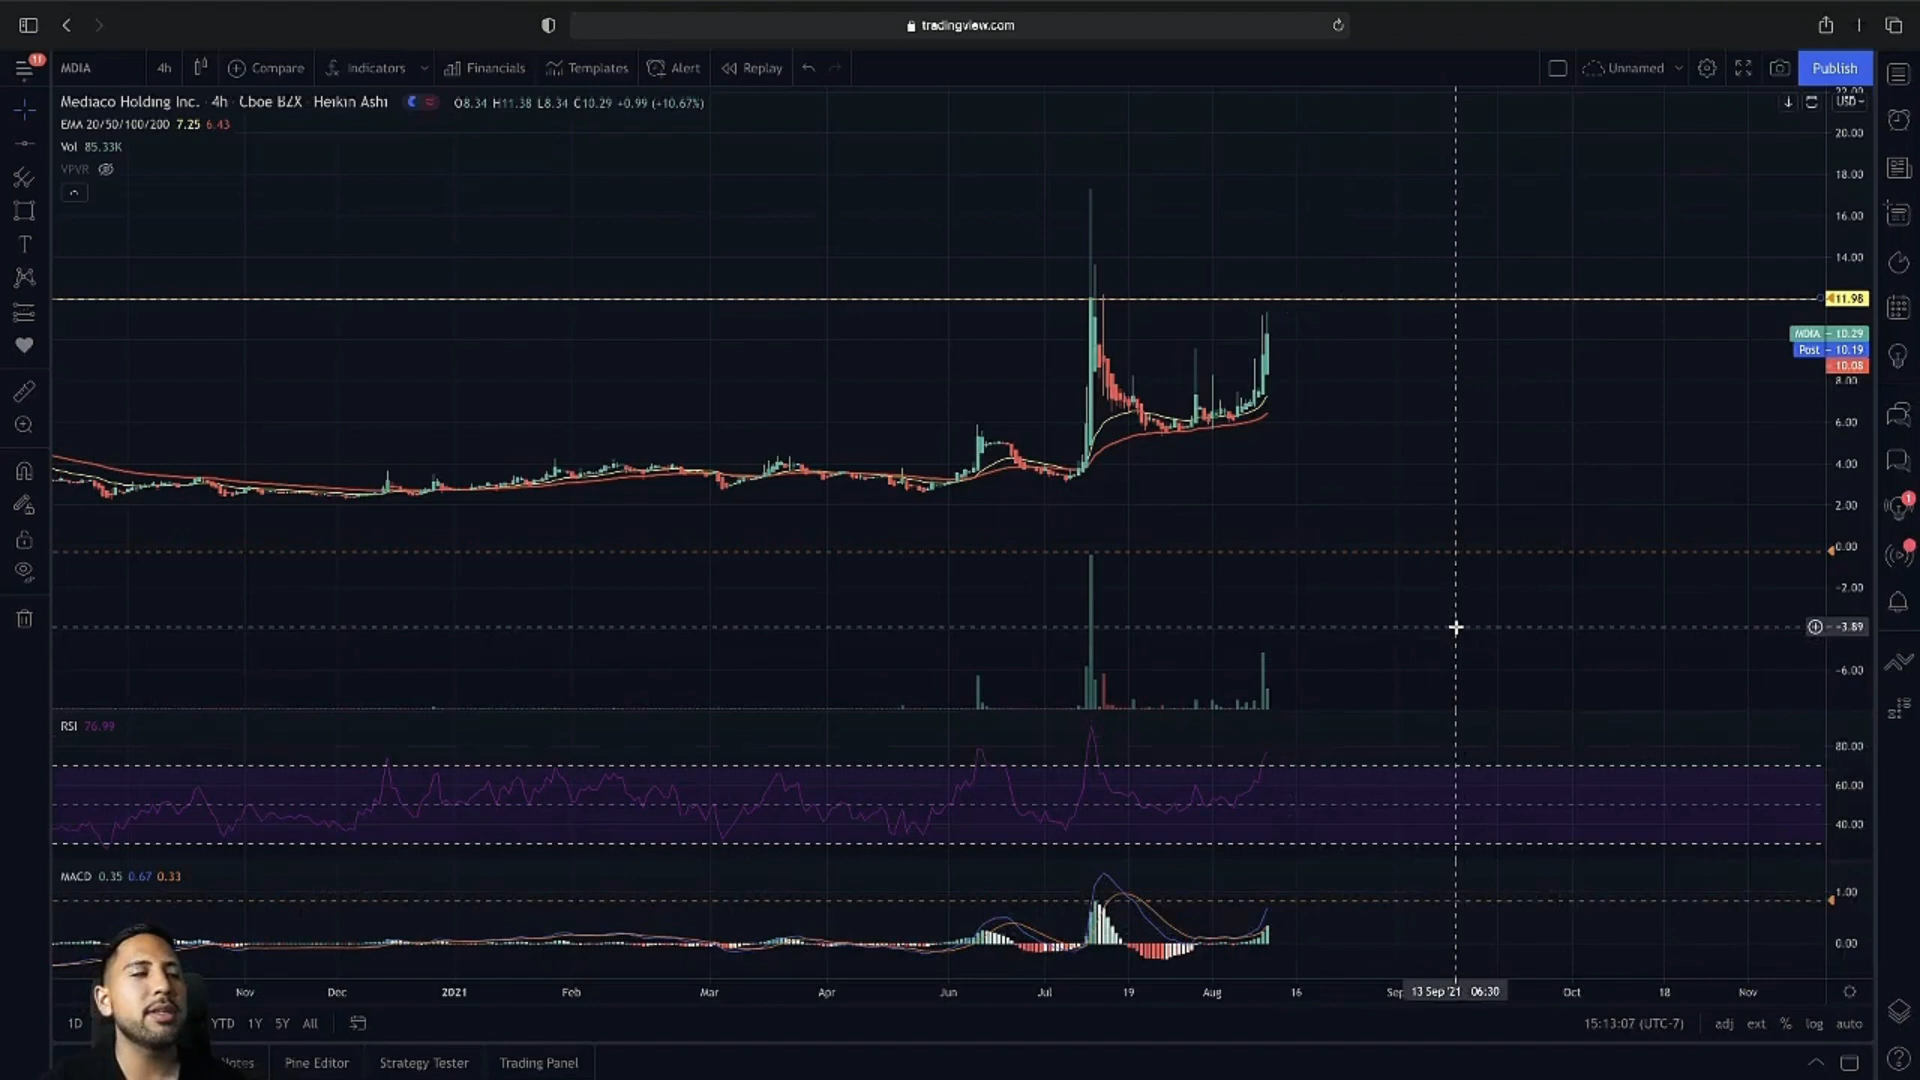 tradingview.com
11
MDIA 4h Compare Indicators Financials Templates Alert Replay Unnamed Publish
Mediaco Holding Inc. · 4h · Cboe BZX · Heikin Ashi O8.34 H11.38 L8.34 C10.29 +0.99 (+10.67%)
USD
EMA 20/50/100/200 7.25 6.43
Vol 85.33K
VPVR
22.00
20.00
18.00
16.00
14.00
11.98
MDIA 10.29
Post 10.19
10.08
8.00
6.00
4.00
2.00
0.00
-2.00
-3.89
-6.00
1
RSI 76.99
80.00
60.00
40.00
MACD 0.35 0.67 0.33
1.00
0.00
Nov Dec 2021 Feb Mar Apr Jun Jul 19 Aug 16 Sep 13 Sep '21 06:30 Oct 18 Nov
1D YTD 1Y 5Y All 15:13:07 (UTC-7) adj ext % log auto
Notes Pine Editor Strategy Tester Trading Panel